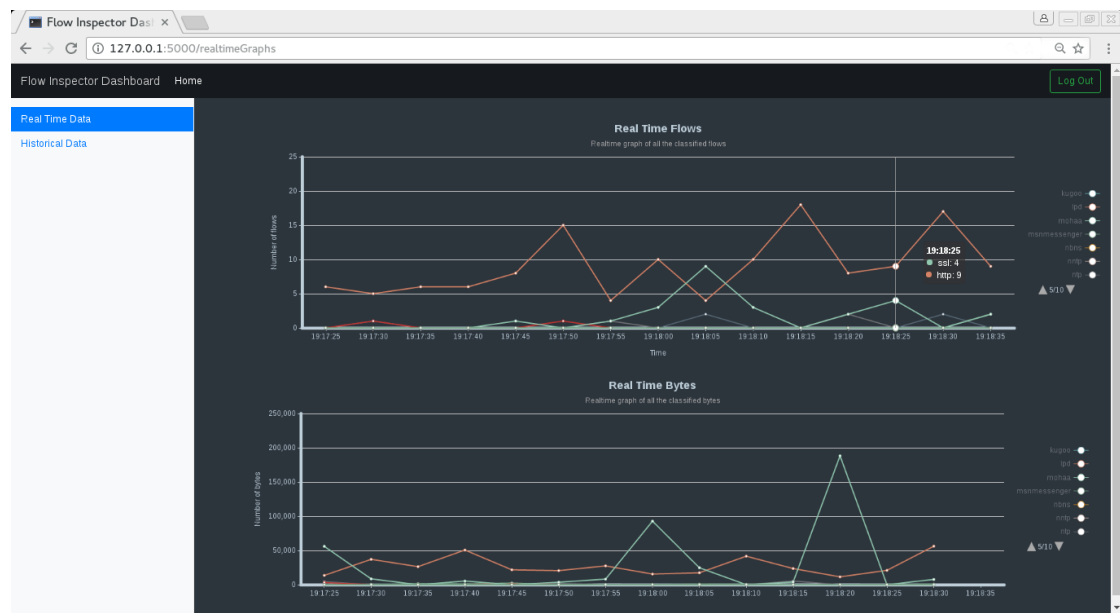 Flow Inspector Das
127.0.0.1:5000/realtimeGraphs
Flow Inspector Dashboard Home Log Out
Real Time Data
Historical Data
Real Time Flows
Realtime graph of all the classified flows
Number of flows
25
20
15
10
5
0
19:17:25 19:17:30 19:17:35 19:17:40 19:17:45 19:17:50 19:17:55 19:18:00 19:18:05 19:18:10 19:18:15 19:18:20 19:18:25 19:18:30 19:18:35
Time
19:18:25
ssl: 4
http: 9
kugoo
lpd
mohaa
msnmessenger
nbns
nntp
ntp
5/10
Real Time Bytes
Realtime graph of all the classified bytes
Number of bytes
250,000
200,000
150,000
100,000
50,000
0
19:17:25 19:17:30 19:17:35 19:17:40 19:17:45 19:17:50 19:17:55 19:18:00 19:18:05 19:18:10 19:18:15 19:18:20 19:18:25 19:18:30 19:18:35
kugoo
lpd
mohaa
msnmessenger
nbns
nntp
ntp
5/10